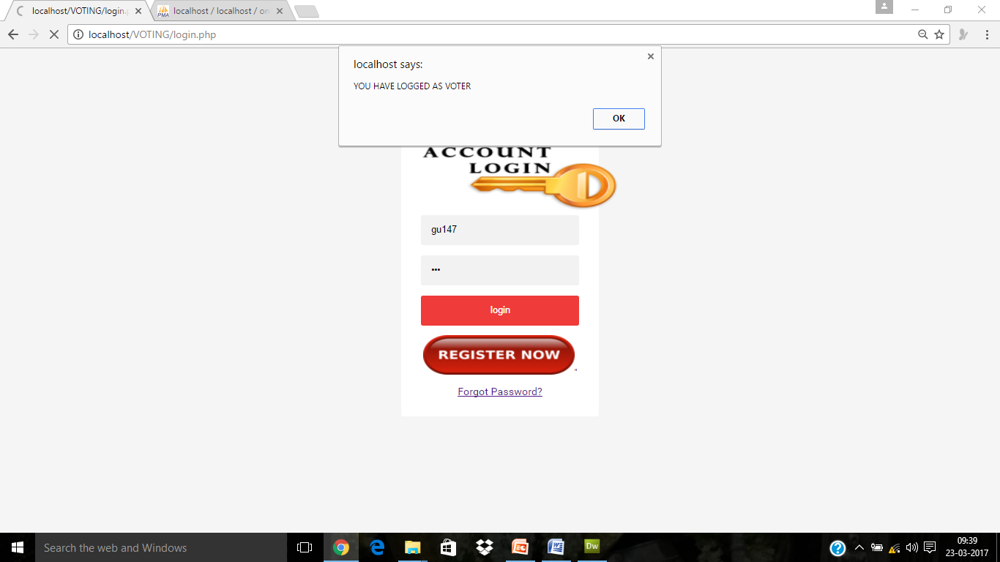 localhost/VOTING/login.
PMA
localhost / localhost / on
localhost/VOTING/login.php
localhost says:
YOU HAVE LOGGED AS VOTER
OK
ACCOUNT
LOGIN
gu147
•••
login
REGISTER NOW
"
Forgot Password?
Search the web and Windows
Dw
09:39
23-03-2017